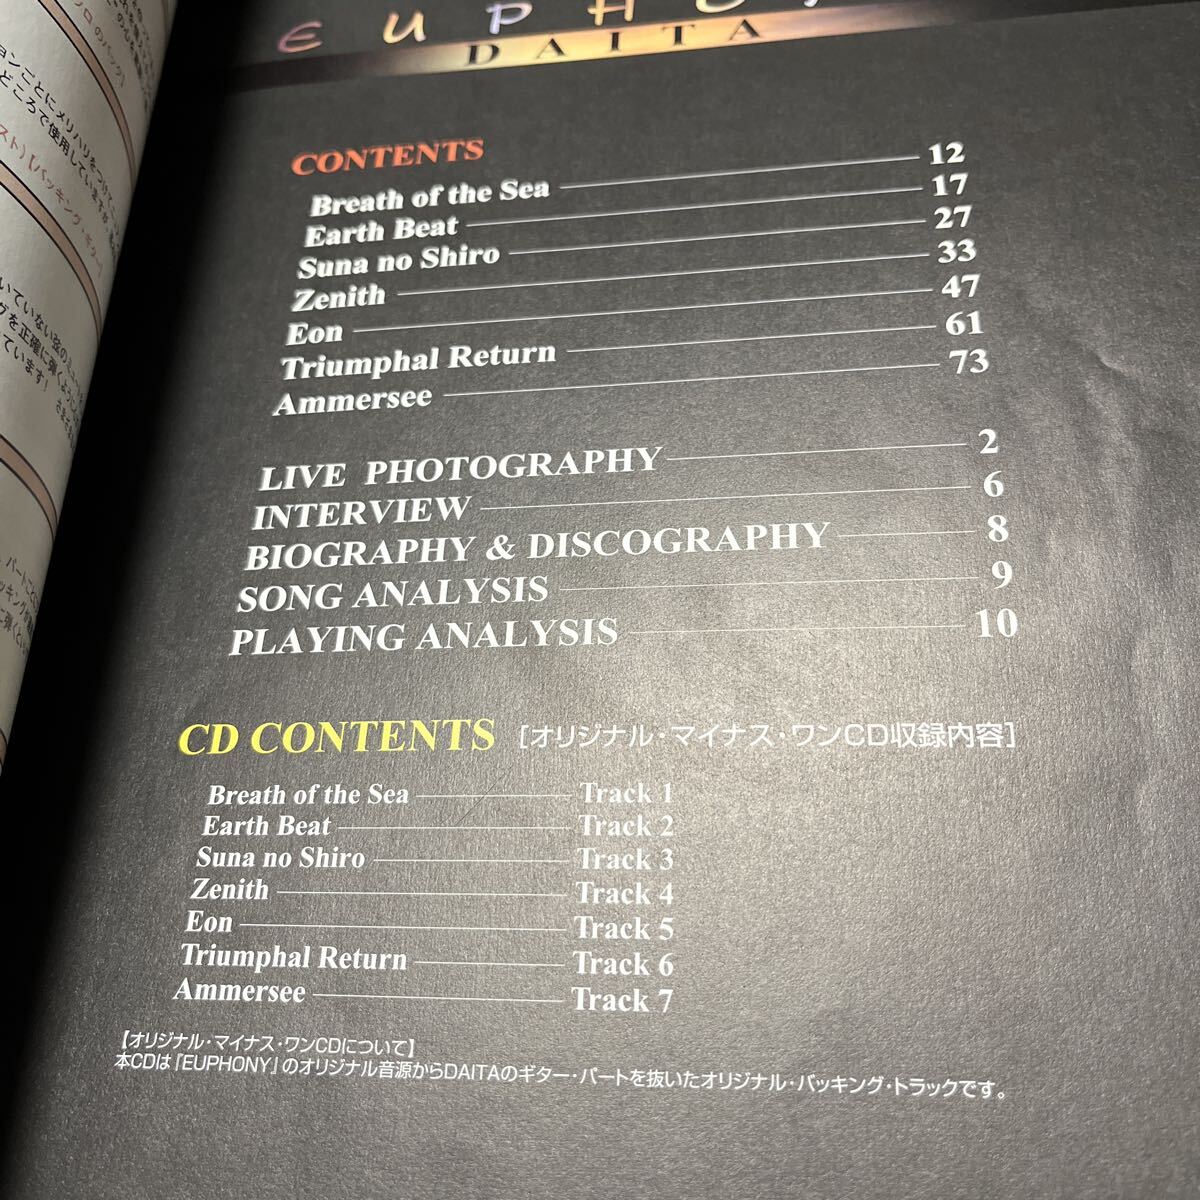 DAITA
CONTENTS
Breath of the Sea 12
Earth Beat 17
Suna no Shiro 27
Zenith 33
Eon 47
Triumphal Return 61
Ammersee 73
LIVE PHOTOGRAPHY 2
INTERVIEW 6
BIOGRAPHY & DISCOGRAPHY 8
SONG ANALYSIS 9
PLAYING ANALYSIS 10
CD CONTENTS [オリジナル・マイナス・ワンCD収録内容]
Breath of the Sea Track 1
Earth Beat Track 2
Suna no Shiro Track 3
Zenith Track 4
Eon Track 5
Triumphal Return Track 6
Ammersee Track 7
【オリジナル・マイナス・ワンCDについて】
本CDは「EUPHONY」のオリジナル音源からDAITAのギター・パートを抜いたオリジナル・バッキング・トラックです。